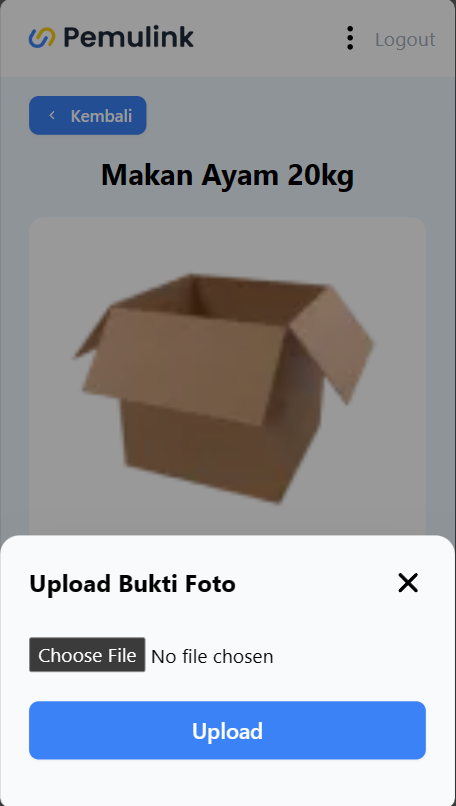 Pemulink
Logout
Kembali
Makan Ayam 20kg
Upload Bukti Foto
Choose File No file chosen
Upload